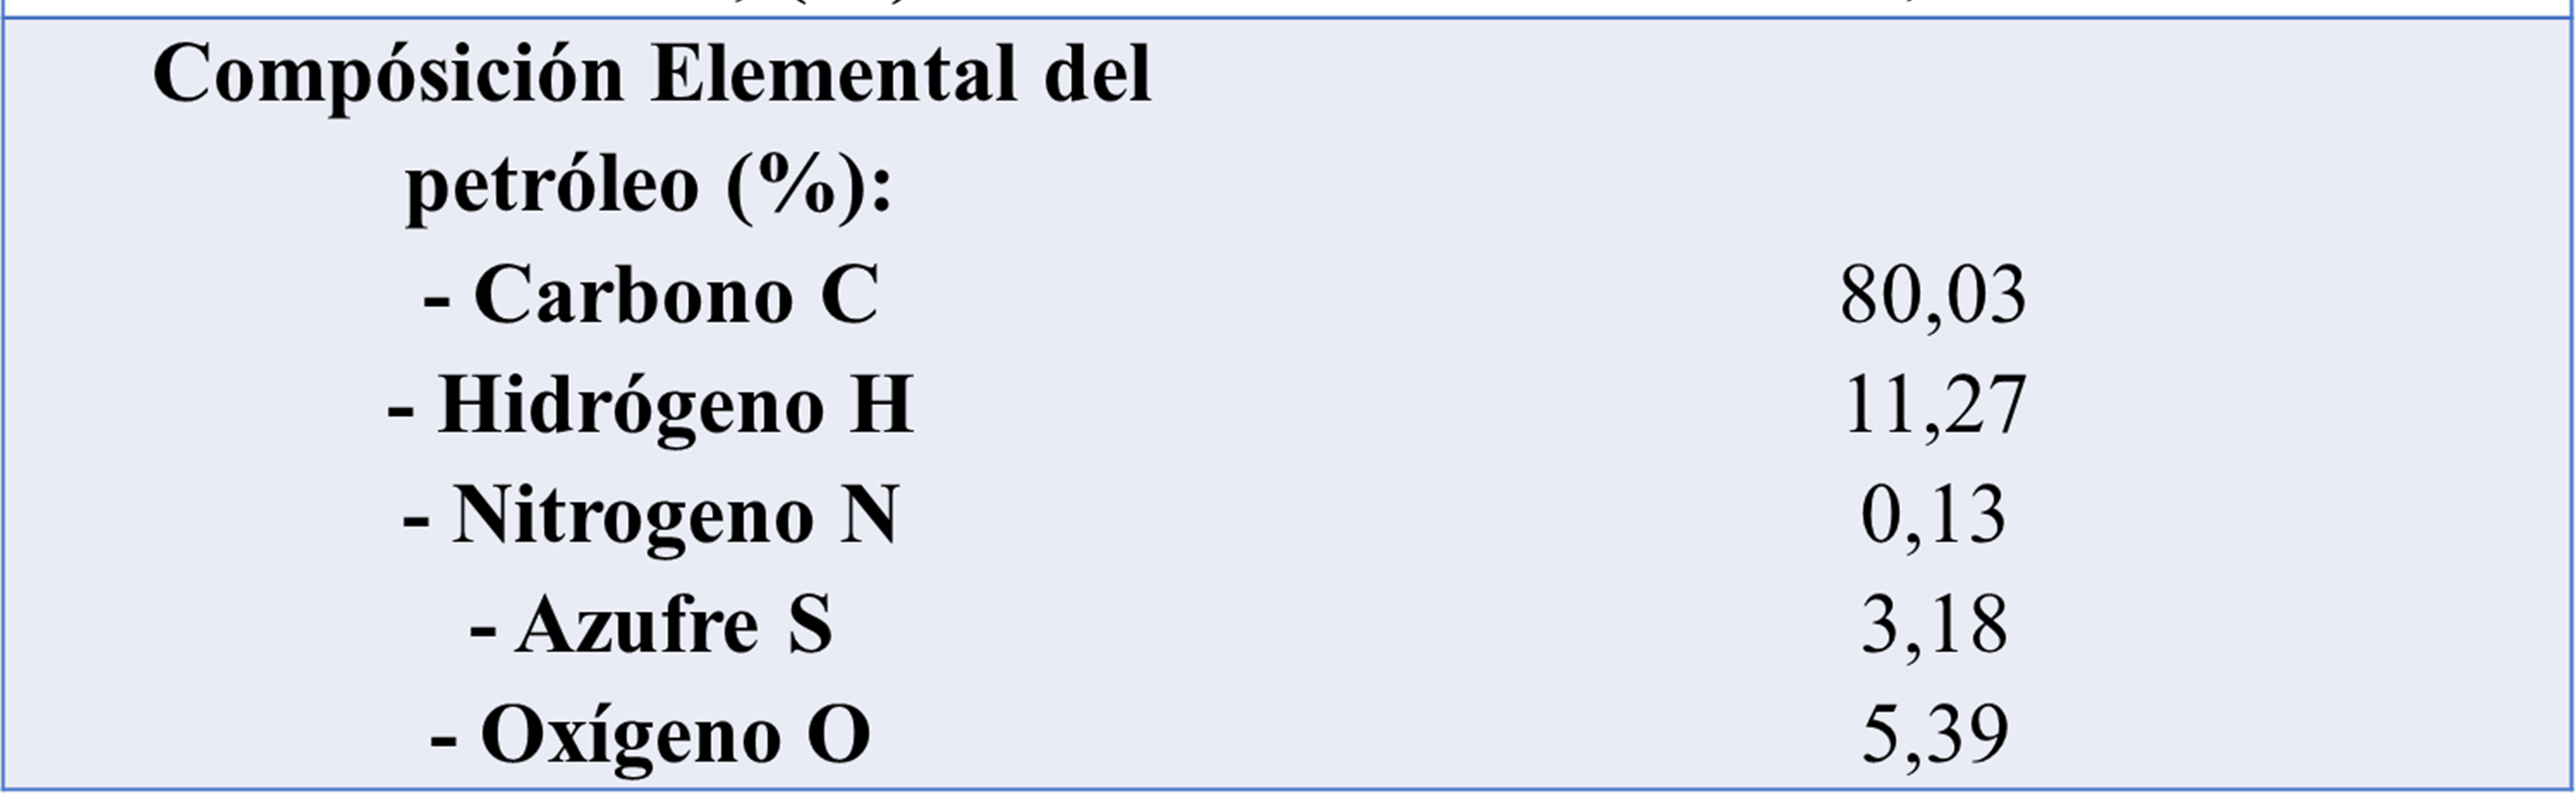 Compósición Elemental del
petróleo (%):
- Carbono C 80,03
- Hidrógeno H 11,27
- Nitrogeno N 0,13
- Azufre S 3,18
- Oxígeno O 5,39